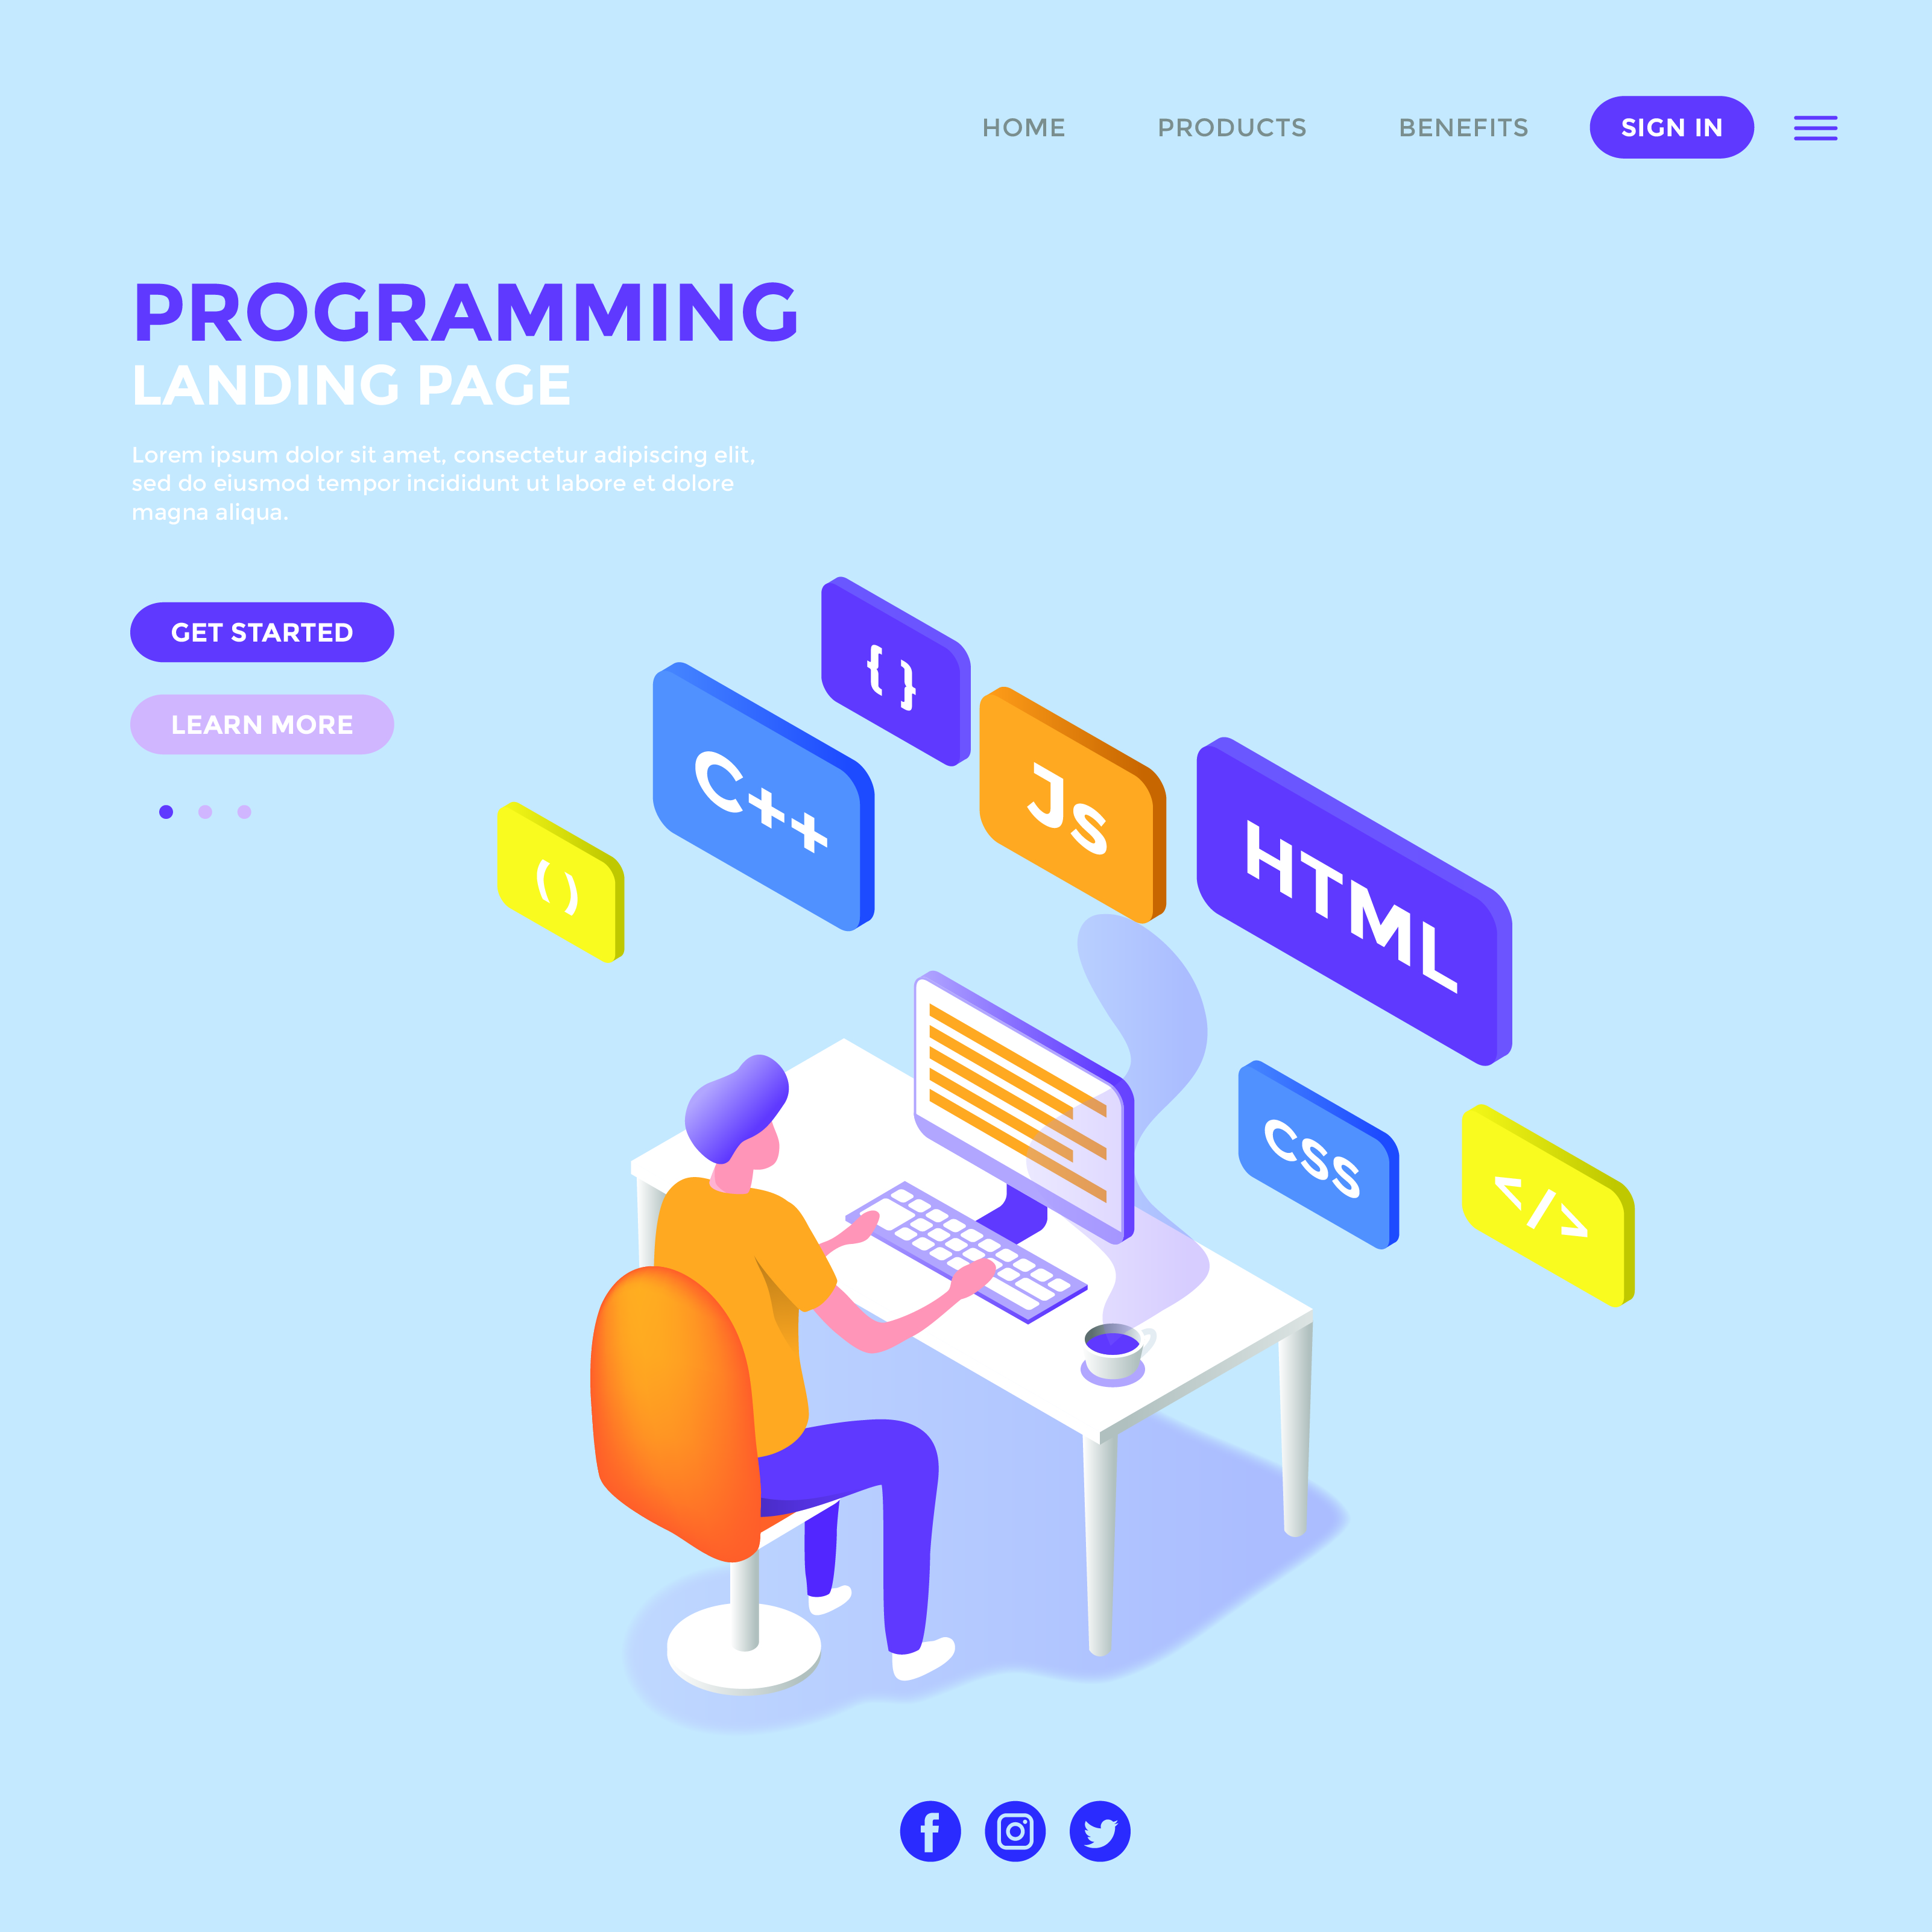 HOME PRODUCTS BENEFITS SIGN IN
PROGRAMMING
LANDING PAGE
Lorem ipsum dolor sit amet, consectetur adipiscing elit,
sed do eiusmod tempor incididunt ut labore et dolore
magna aliqua.
GET STARTED
LEARN MORE
{ }
C++
Js
HTML
( )
CSS
</>